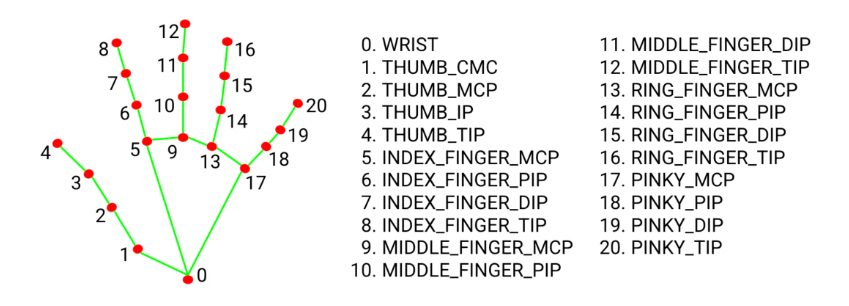 12
8
16
11
7
15
10
6
20
14
19
4
5
9
13
18
3
17
2
1
0
0. WRIST
1. THUMB_CMC
2. THUMB_MCP
3. THUMB_IP
4. THUMB_TIP
5. INDEX_FINGER_MCP
6. INDEX_FINGER_PIP
7. INDEX_FINGER_DIP
8. INDEX_FINGER_TIP
9. MIDDLE_FINGER_MCP
10. MIDDLE_FINGER_PIP
11. MIDDLE_FINGER_DIP
12. MIDDLE_FINGER_TIP
13. RING_FINGER_MCP
14. RING_FINGER_PIP
15. RING_FINGER_DIP
16. RING_FINGER_TIP
17. PINKY_MCP
18. PINKY_PIP
19. PINKY_DIP
20. PINKY_TIP